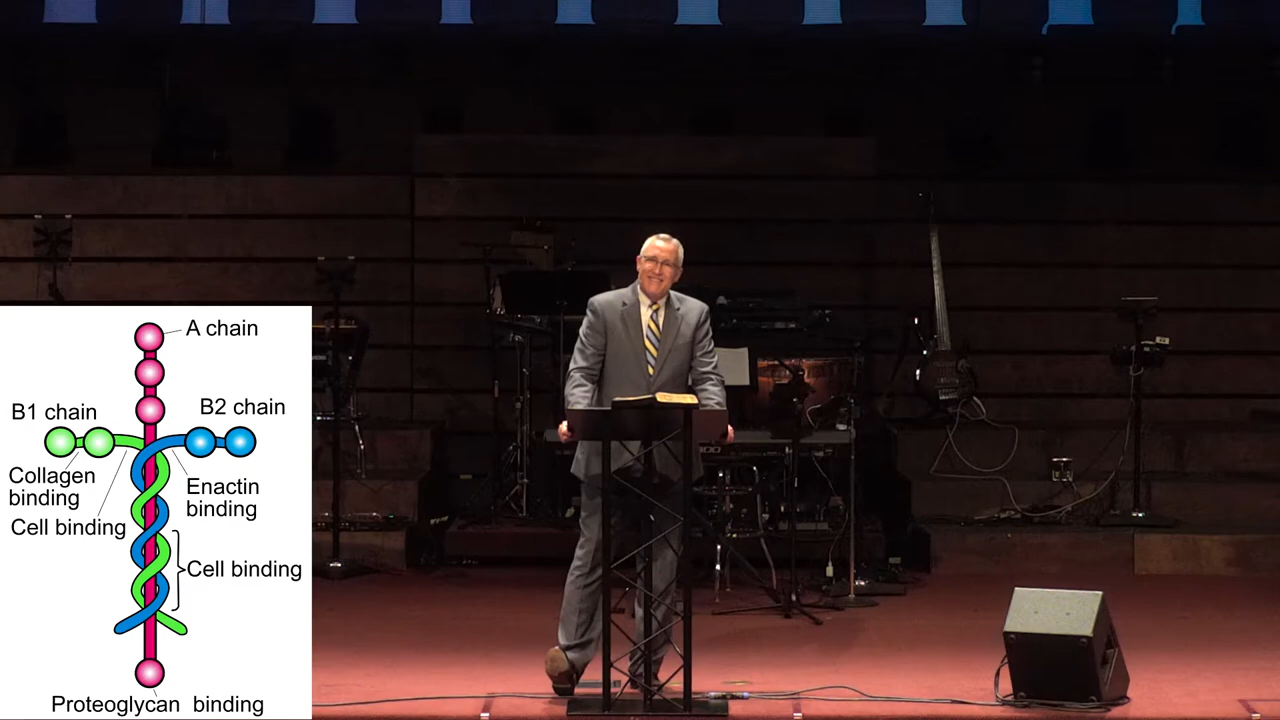 A chain
B1 chain
B2 chain
Collagen
binding
Enactin
binding
Cell binding
Cell binding
Proteoglycan binding